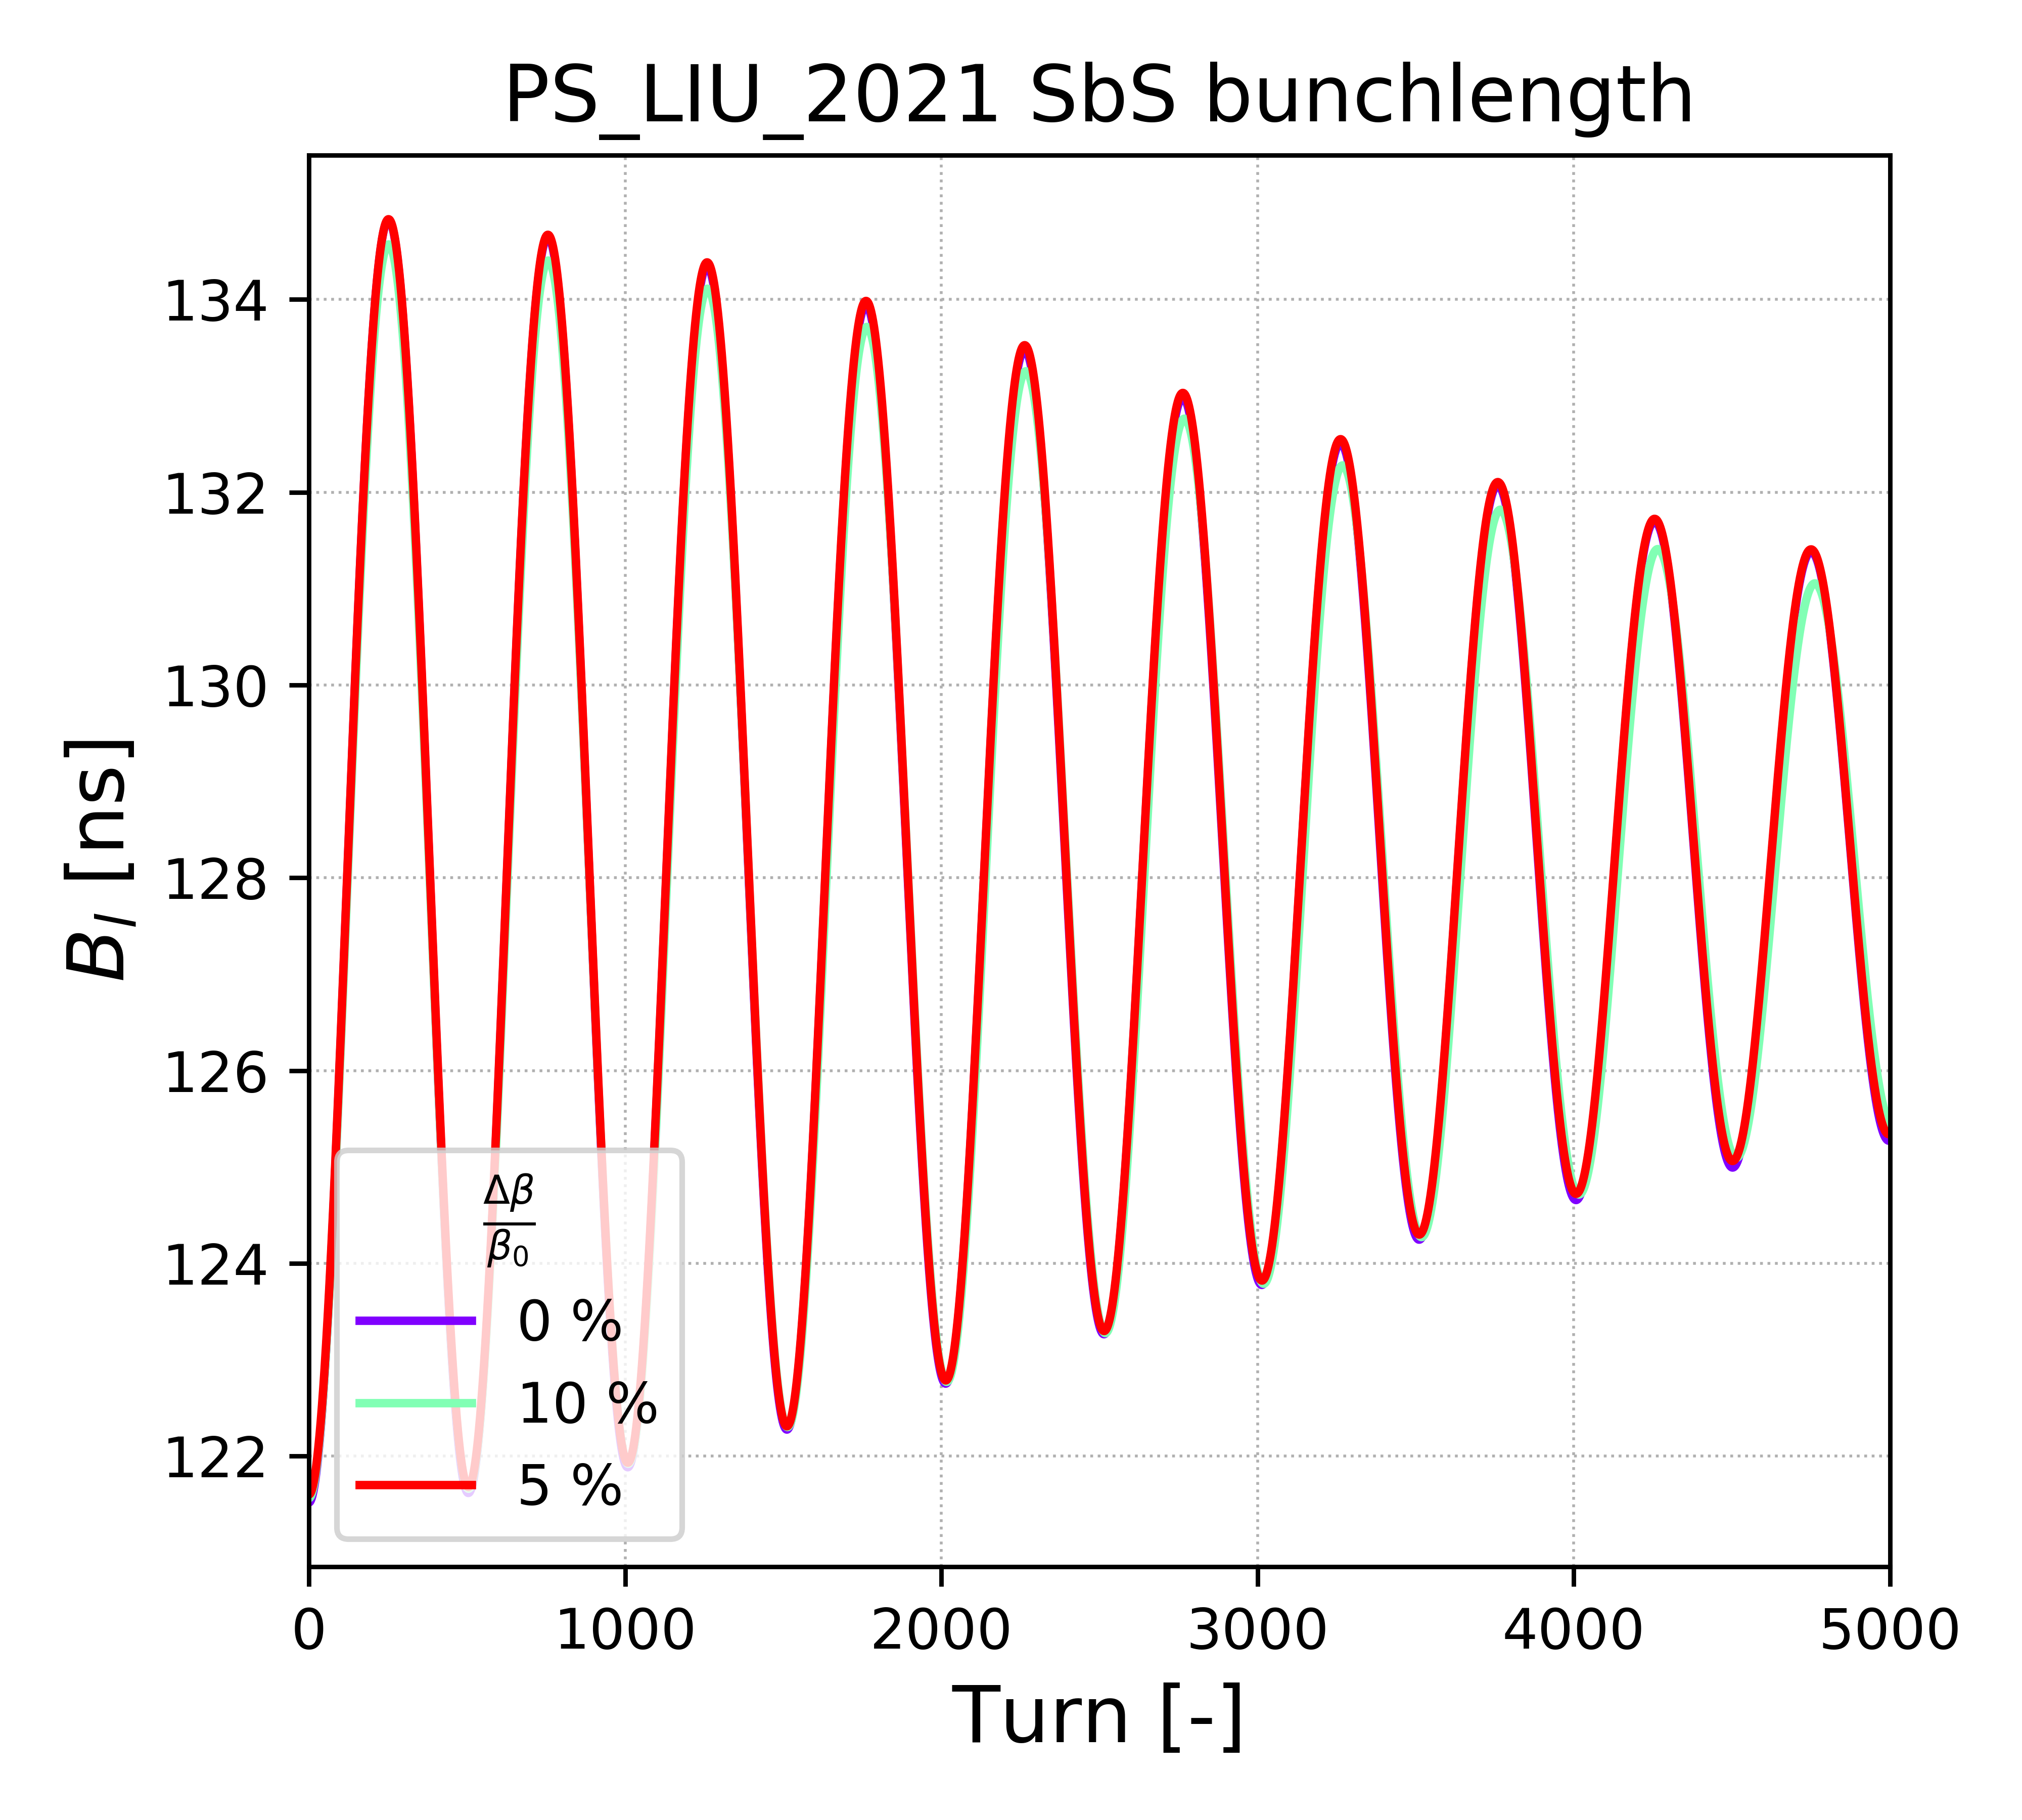 PS_LIU_2021 SbS bunchlength
134
132
130
128
126
124
122
B_l [ns]
Δβ
β₀
0 %
10 %
5 %
0 1000 2000 3000 4000 5000
Turn [-]